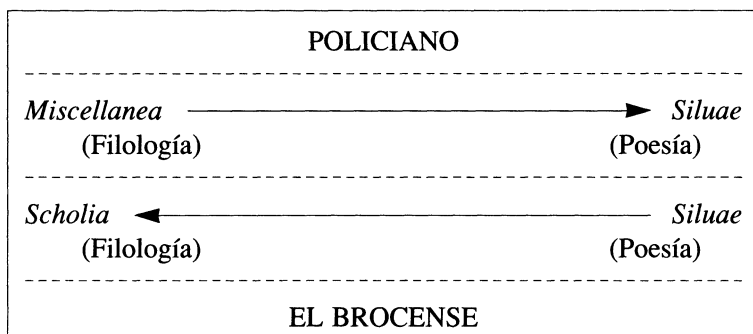 POLICIANO
Miscellanea Siluae
(Filología) (Poesía)
Scholia Siluae
(Filología) (Poesía)
EL BROCENSE